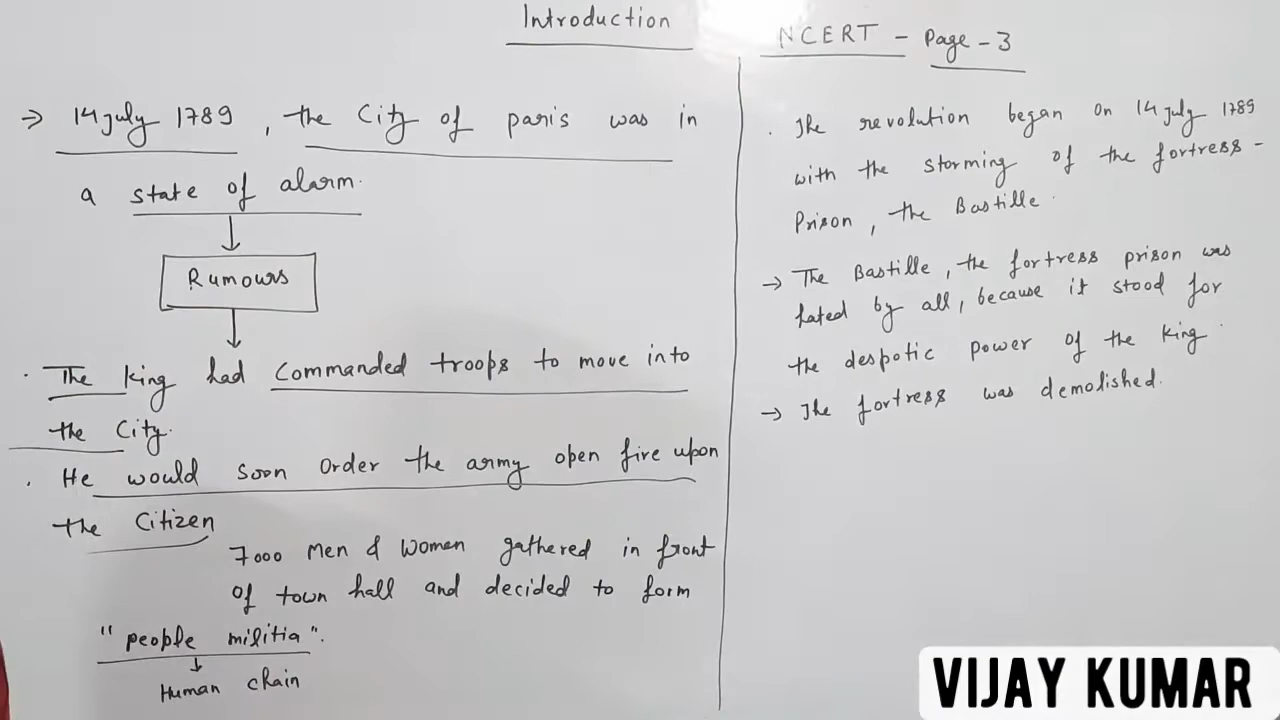 Introduction
→ 14 july 1789, the City of paris was in
a state of alarm.
Rumours
. The king had Commanded troops to move into
the City.
. He would soon Order the army open fire upon
the Citizen
7000 Men & Women gathered in front
of town hall and decided to form
"people militia".
Human chain
NCERT - Page - 3
. The revolution began On 14 july 1789
with the storming of the fortress -
Prison, the Bastille.
→ The Bastille, the fortress prison was
hated by all, because it stood for
the despotic power of the king.
→ The fortress was demolished.
VIJAY KUMAR